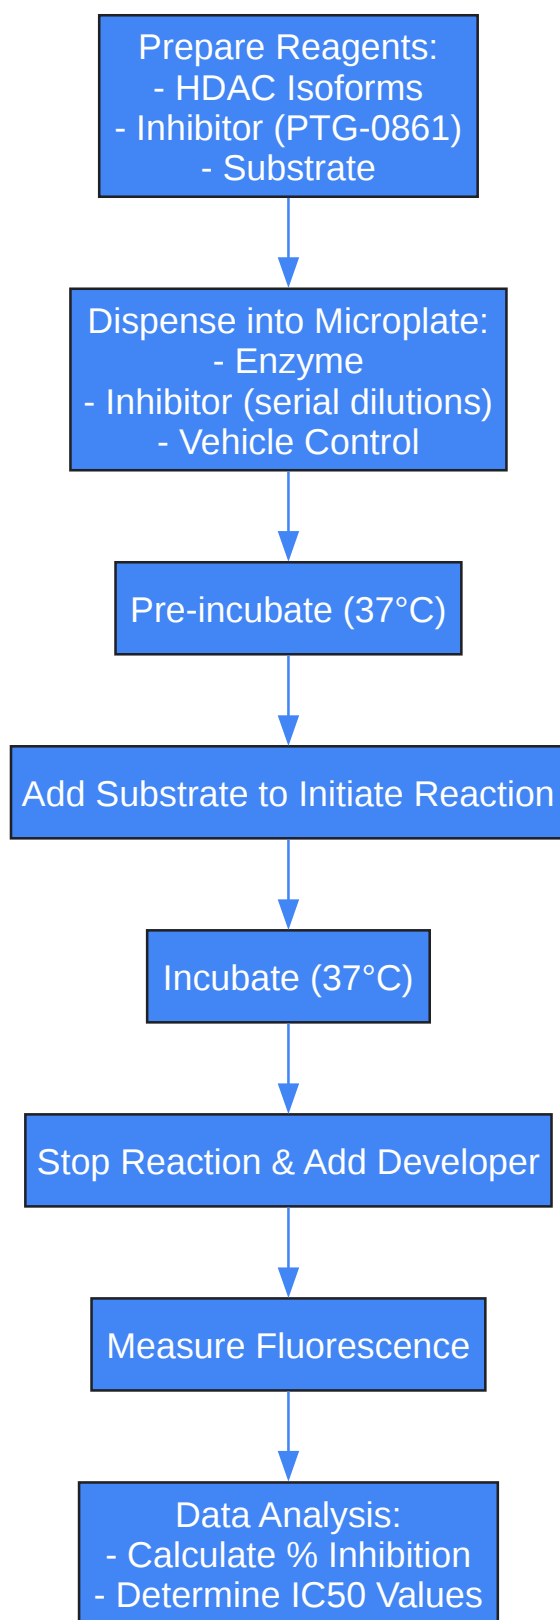 Prepare Reagents:
- HDAC Isoforms
- Inhibitor (PTG-0861)
- Substrate
Dispense into Microplate:
- Enzyme
- Inhibitor (serial dilutions)
- Vehicle Control
Pre-incubate (37°C)
Add Substrate to Initiate Reaction
Incubate (37°C)
Stop Reaction & Add Developer
Measure Fluorescence
Data Analysis:
- Calculate % Inhibition
- Determine IC50 Values